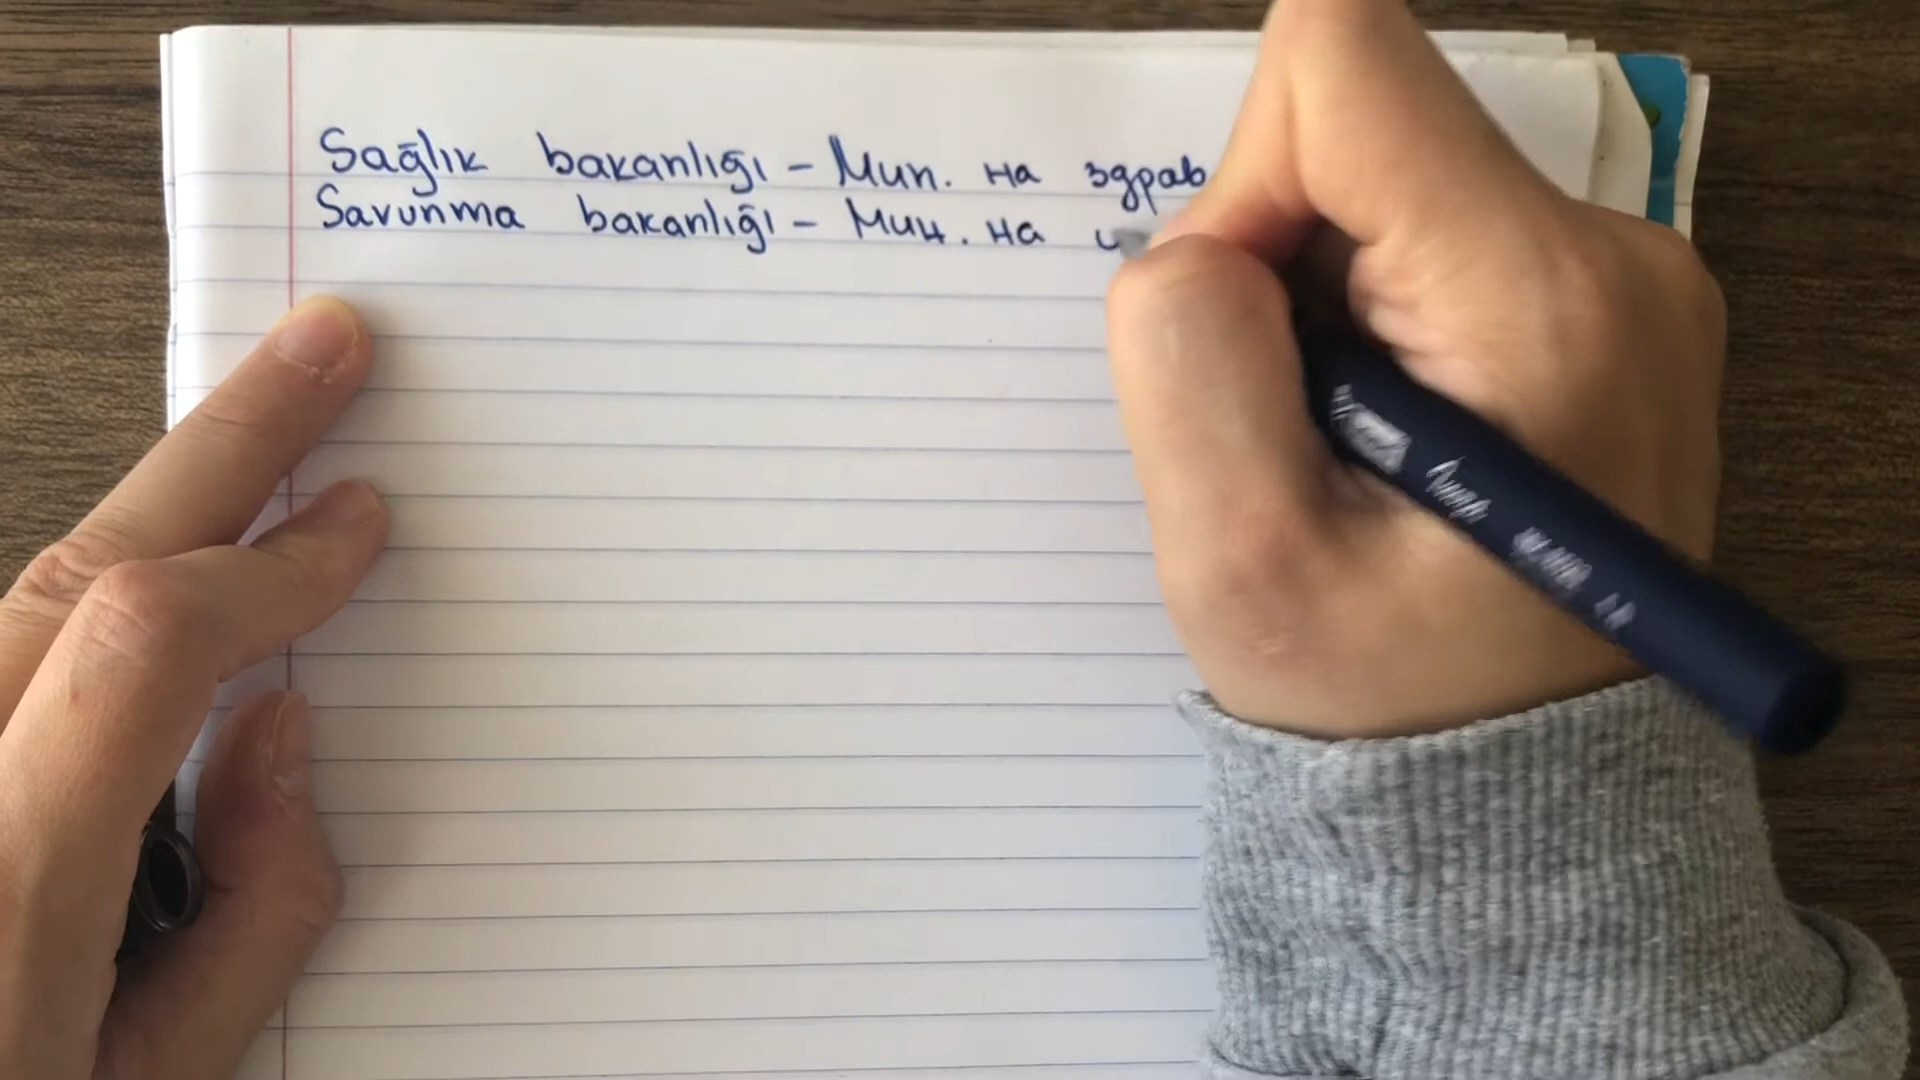 Sağlık bakanlığı - Мин. на здрав
Savunma bakanlığı - Мин. на